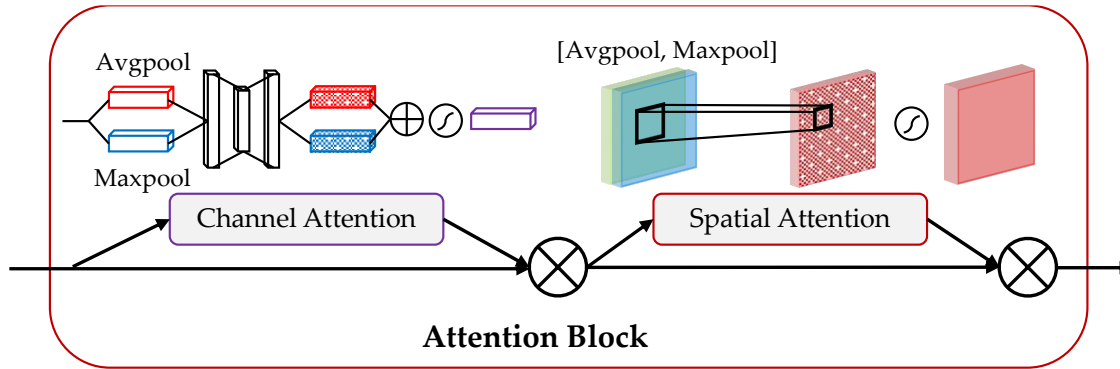 Avgpool
[Avgpool, Maxpool]
Maxpool
Channel Attention
Spatial Attention
Attention Block